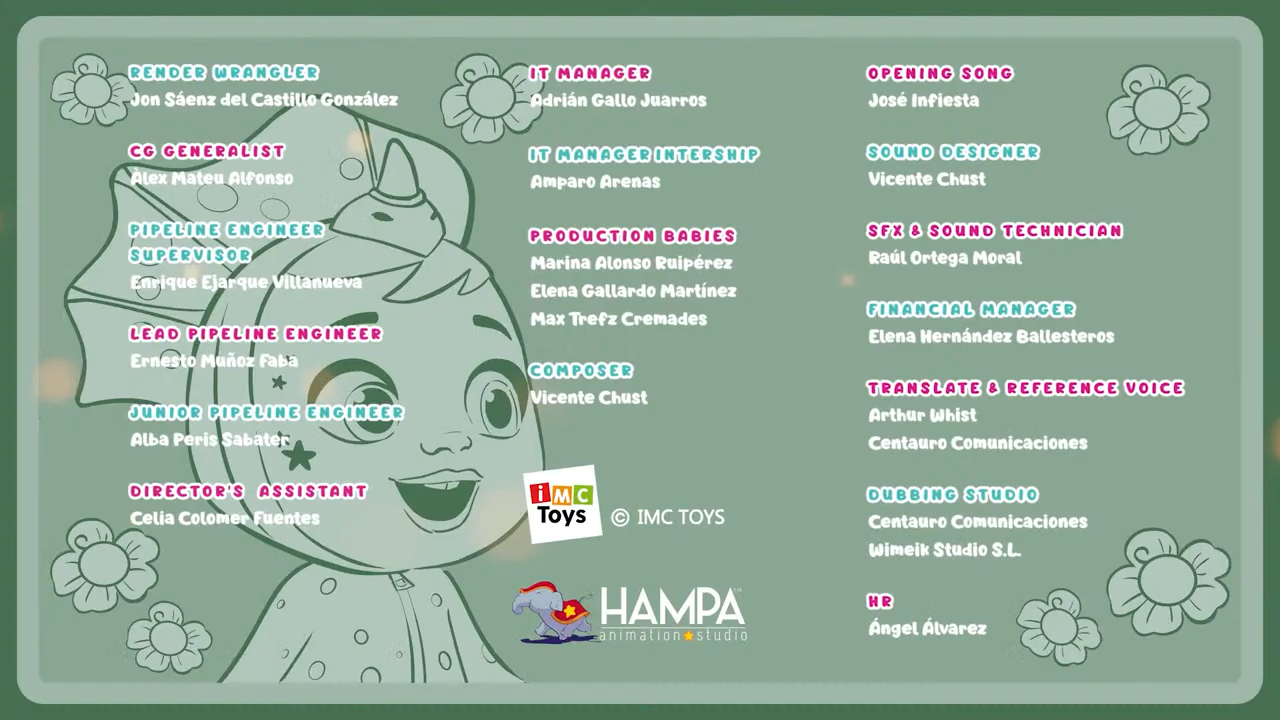 RENDER WRANGLER
Jon Sáenz del Castillo González
CG GENERALIST
Álex Mateu Alfonso
PIPELINE ENGINEER
SUPERVISOR
Enrique Ejarque Villanueva
LEAD PIPELINE ENGINEER
Ernesto Muñoz Faba
JUNIOR PIPELINE ENGINEER
Alba Peris Sabater
DIRECTOR'S ASSISTANT
Celia Colomer Fuentes
IT MANAGER
Adrián Gallo Juarros
IT MANAGER INTERSHIP
Amparo Arenas
PRODUCTION BABIES
Marina Alonso Ruipérez
Elena Gallardo Martínez
Max Trefz Cremades
COMPOSER
Vicente Chust
iMC
Toys
© IMC TOYS
HAMPA
animation studio
OPENING SONG
José Infiesta
SOUND DESIGNER
Vicente Chust
SFX & SOUND TECHNICIAN
Raúl Ortega Moral
FINANCIAL MANAGER
Elena Hernández Ballesteros
TRANSLATE & REFERENCE VOICE
Arthur Whist
Centauro Comunicaciones
DUBBING STUDIO
Centauro Comunicaciones
Wimeik Studio S.L.
HR
Ángel Álvarez